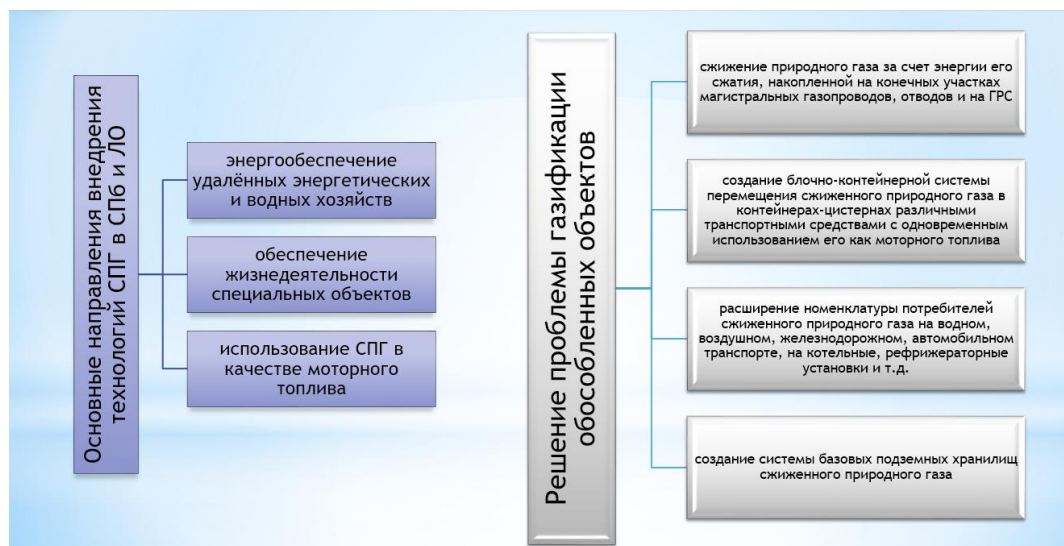 Основные направления внедрения
технологий СПГ в СПб и ЛО
энергообеспечение
удалённых энергетических
и водных хозяйств
обеспечение
жизнедеятельности
специальных объектов
использование СПГ в
качестве моторного
топлива
Решение проблемы газификации
обособленных объектов
сжижение природного газа за счет энергии его
сжатия, накопленной на конечных участках
магистральных газопроводов, отводов и на ГРС
создание блочно-контейнерной системы
перемещения сжиженного природного газа в
контейнерах-цистернах различными
транспортными средствами с одновременным
использованием его как моторного топлива
расширение номенклатуры потребителей
сжиженного природного газа на водном,
воздушном, железнодорожном, автомобильном
транспорте, на котельные, рефрижераторные
установки и т.д.
создание системы базовых подземных хранилищ
сжиженного природного газа